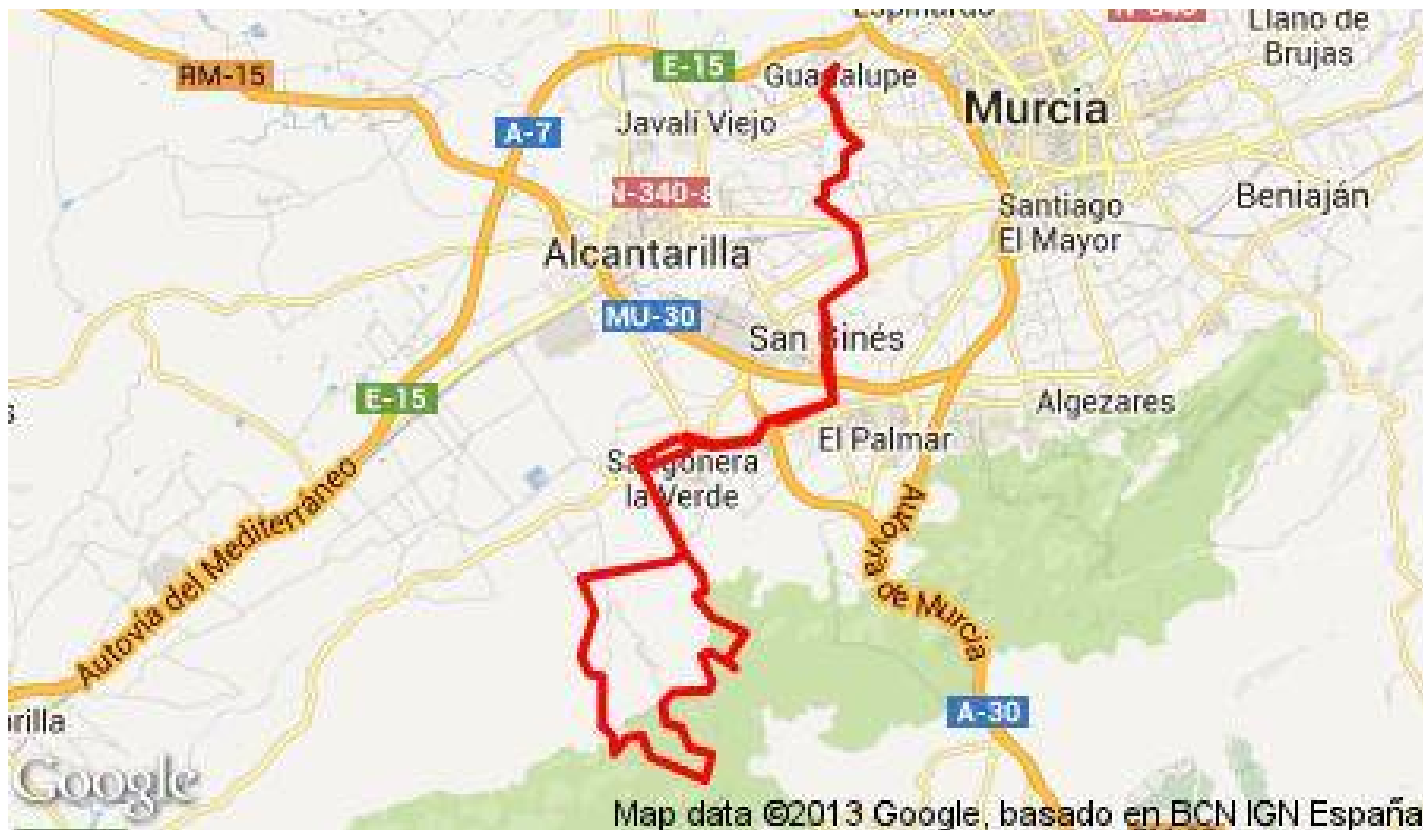 Espinardo
Llano de
Brujas
RM-15
E-15
Guadalupe
Murcia
Javalí Viejo
A-7
Beniaján
Santiago
El Mayor
Alcantarilla
MU-30
San Ginés
E-15
Algezares
El Palmar
Sangonera
la Verde
Autovía del Mediterráneo
Autovía de Murcia
A-30
Google
Map data ©2013 Google, basado en BCN IGN España